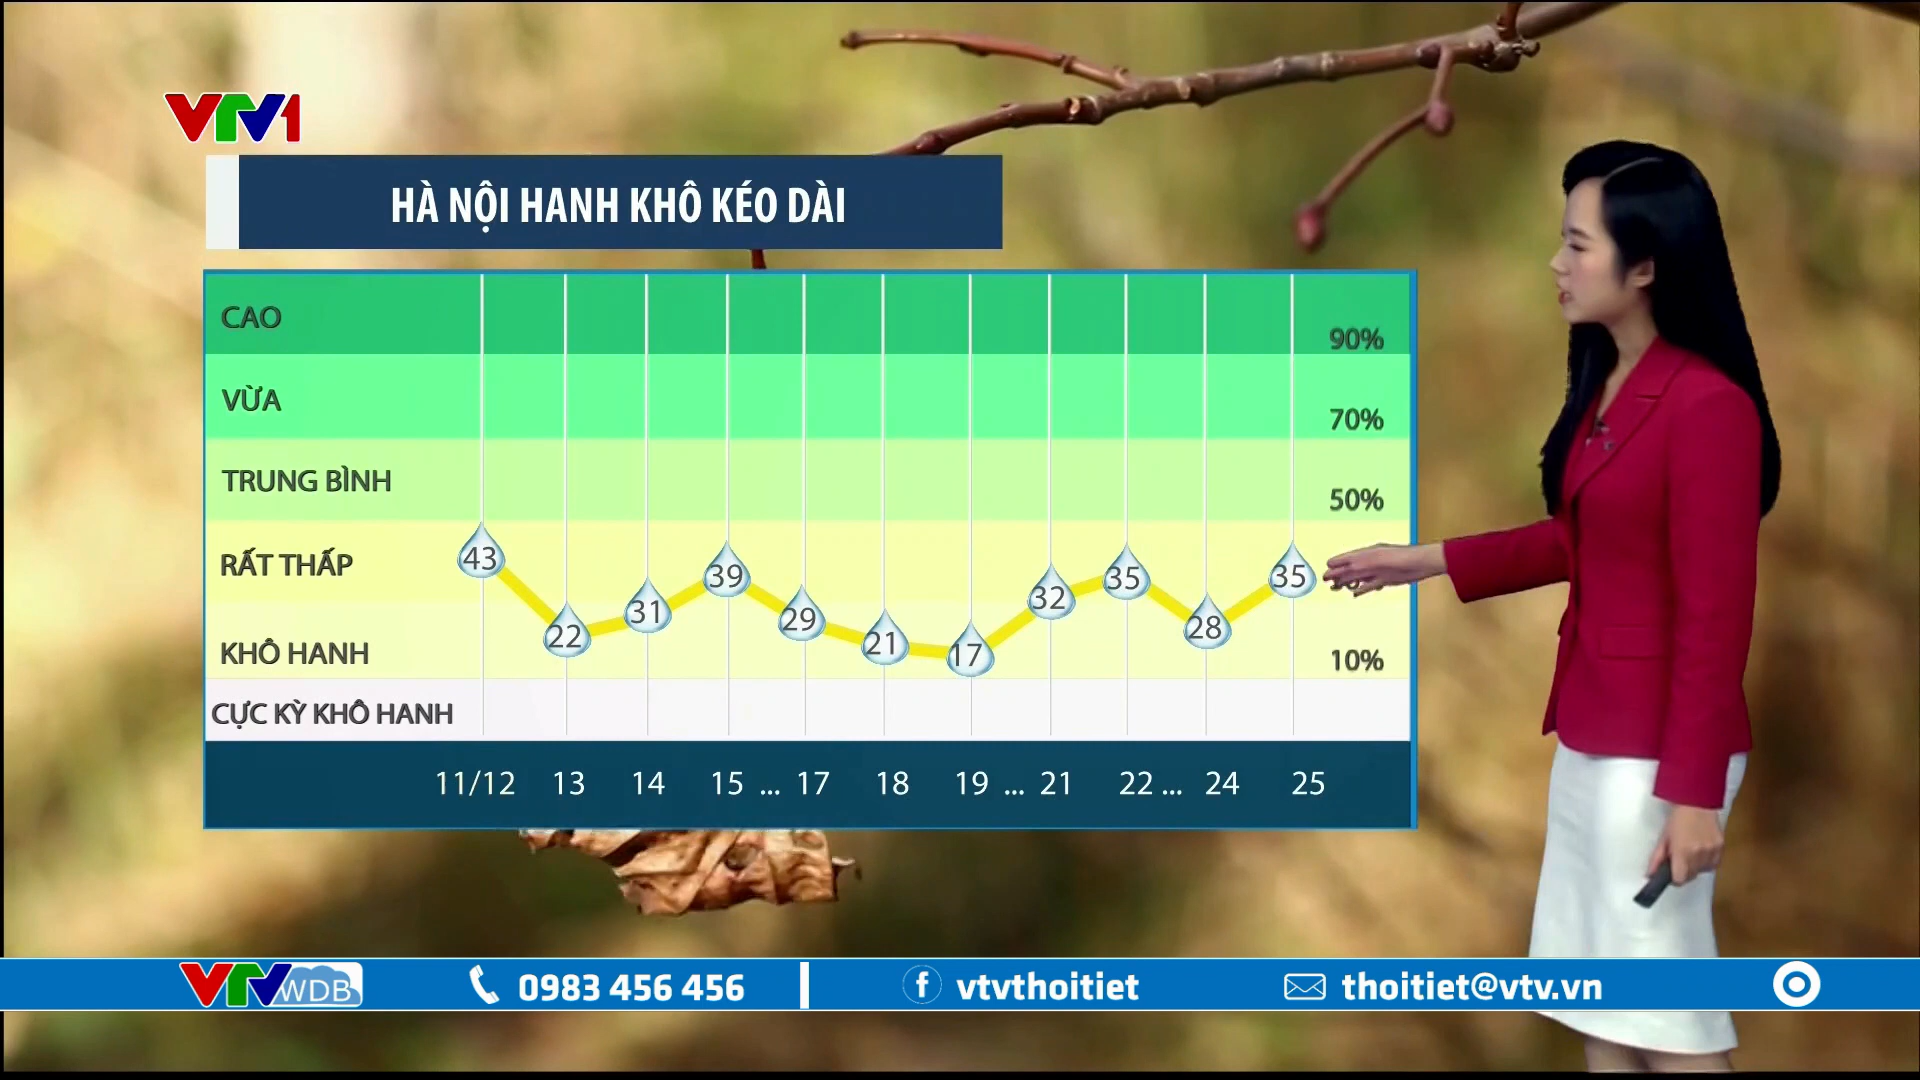 VTV1
HÀ NỘI HANH KHÔ KÉO DÀI
CAO
90%
VỪA
70%
TRUNG BÌNH
50%
RẤT THẤP
KHÔ HANH
10%
CỰC KỲ KHÔ HANH
43 22 31 39 29 21 17 32 35 28 35
11/12 13 14 15 ... 17 18 19 ... 21 22 ... 24 25
VTV WDB 0983 456 456 vtvthoitiet thoitiet@vtv.vn